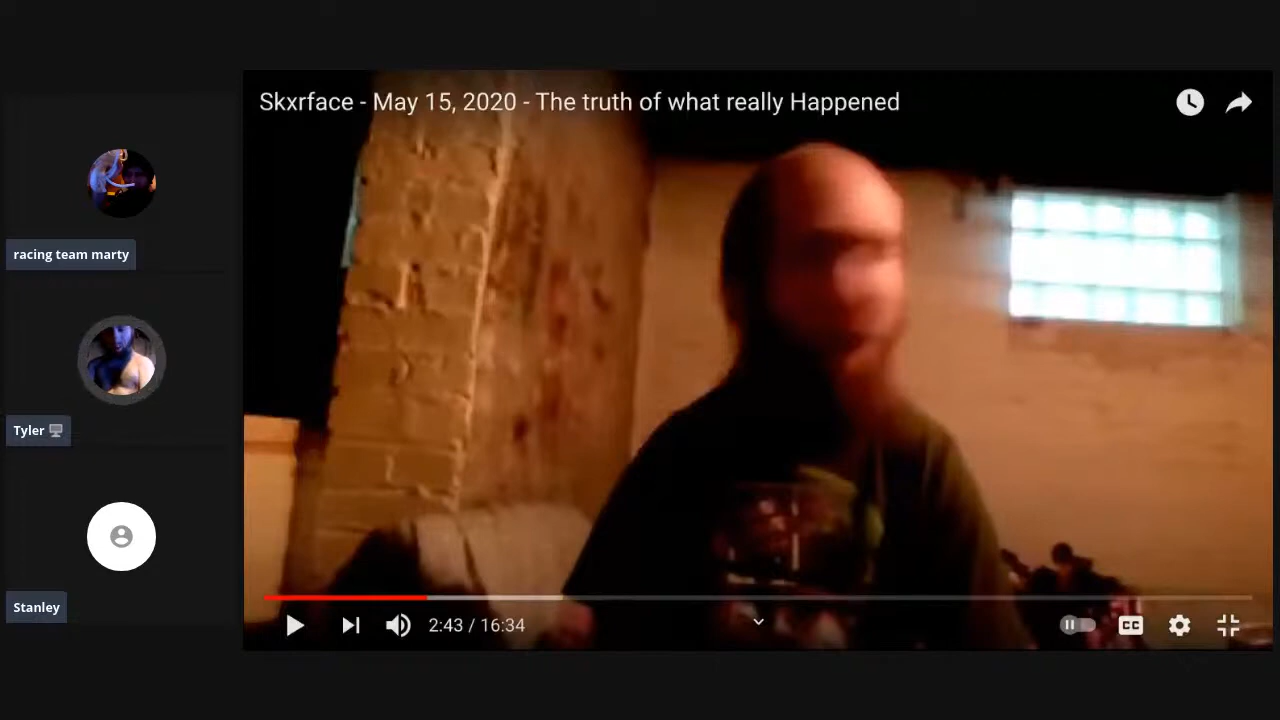 Skxrface - May 15, 2020 - The truth of what really Happened
racing team marty
Tyler
Stanley
2:43 / 16:34
CC